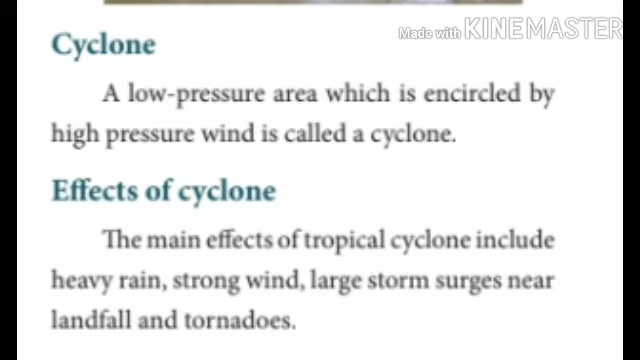 Made with KINEMASTER
Cyclone
A low-pressure area which is encircled by
high pressure wind is called a cyclone.
Effects of cyclone
The main effects of tropical cyclone include
heavy rain, strong wind, large storm surges near
landfall and tornadoes.